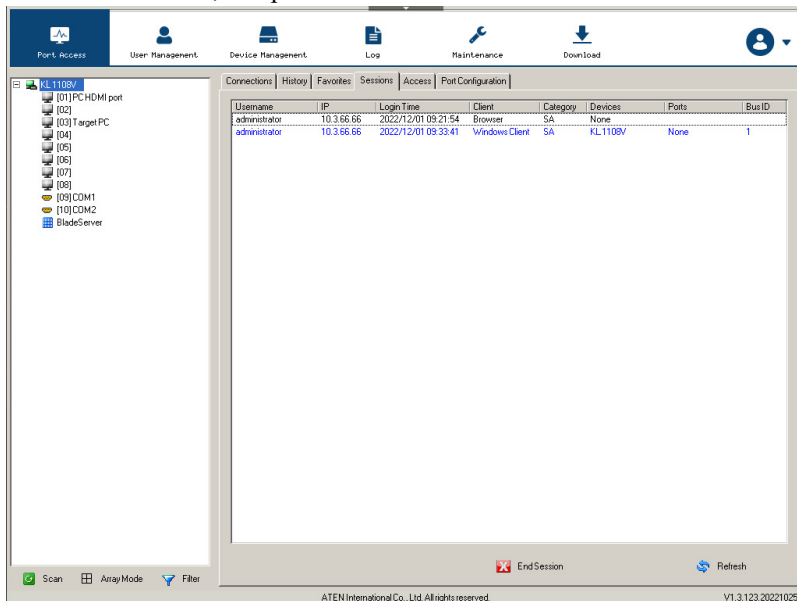 Port Access User Management Device Management Log Maintenance Download
KL1108V
[01]PC HDMI port
[02]
[03]Target PC
[04]
[05]
[06]
[07]
[08]
[09]COM1
[10]COM2
BladeServer
Connections History Favorites Sessions Access Port Configuration
Username IP Login Time Client Category Devices Ports Bus ID
administrator 10.3.66.66 2022/12/01 09:21:54 Browser SA None
administrator 10.3.66.66 2022/12/01 09:33:41 Windows Client SA KL1108V None 1
End Session Refresh
Scan Array Mode Filter
ATEN International Co., Ltd. All rights reserved. V1.3.123.20221025